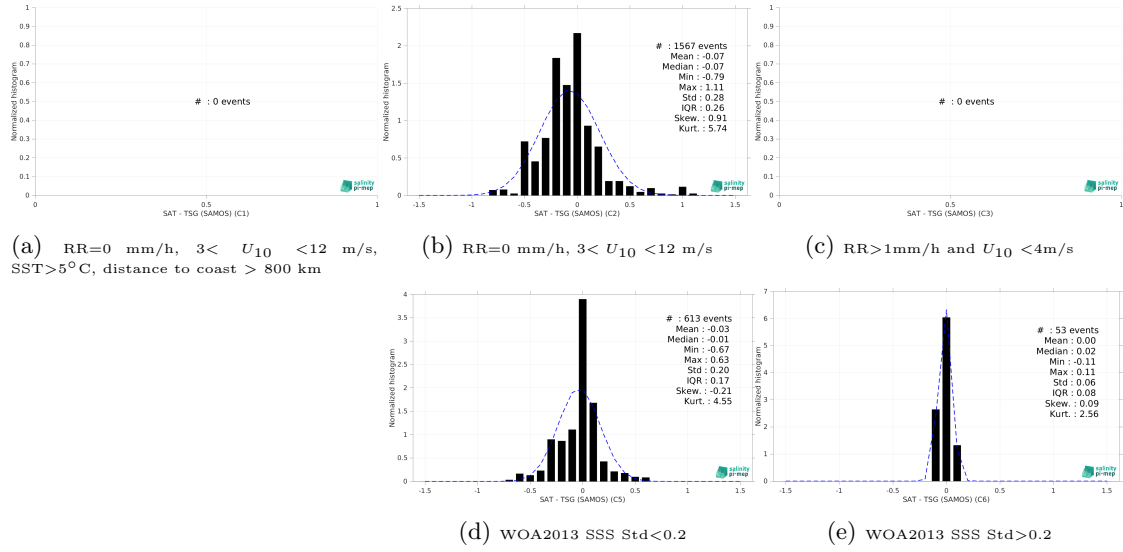 1
0.9
0.8
0.7
0.6
0.5
0.4
0.3
0.2
0.1
0
0
0.5
1
Normalized histogram
# : 0 events
salinity
pi-mep
SAT - TSG (SAMOS) (C1)
(a) RR=0 mm/h, 3< U10 <12 m/s,
SST>5°C, distance to coast > 800 km
2.5
2
1.5
1
0.5
0
-1.5
-1
-0.5
0
0.5
1
1.5
Normalized histogram
# : 1567 events
Mean : -0.07
Median : -0.07
Min : -0.79
Max : 1.11
Std : 0.28
IQR : 0.26
Skew. : 0.91
Kurt. : 5.74
salinity
pi-mep
SAT - TSG (SAMOS) (C2)
(b) RR=0 mm/h, 3< U10 <12 m/s
1
0.9
0.8
0.7
0.6
0.5
0.4
0.3
0.2
0.1
0
0
0.5
1
Normalized histogram
# : 0 events
salinity
pi-mep
SAT - TSG (SAMOS) (C3)
(c) RR>1mm/h and U10 <4m/s
4
3.5
3
2.5
2
1.5
1
0.5
0
-1.5
-1
-0.5
0
0.5
1
1.5
Normalized histogram
# : 613 events
Mean : -0.03
Median : -0.01
Min : -0.67
Max : 0.63
Std : 0.20
IQR : 0.17
Skew. : -0.21
Kurt. : 4.55
salinity
pi-mep
SAT - TSG (SAMOS) (C5)
(d) WOA2013 SSS Std<0.2
7
6
5
4
3
2
1
0
-1.5
-1
-0.5
0
0.5
1
1.5
Normalized histogram
# : 53 events
Mean : 0.00
Median : 0.02
Min : -0.11
Max : 0.11
Std : 0.06
IQR : 0.08
Skew. : 0.09
Kurt. : 2.56
salinity
pi-mep
SAT - TSG (SAMOS) (C6)
(e) WOA2013 SSS Std>0.2